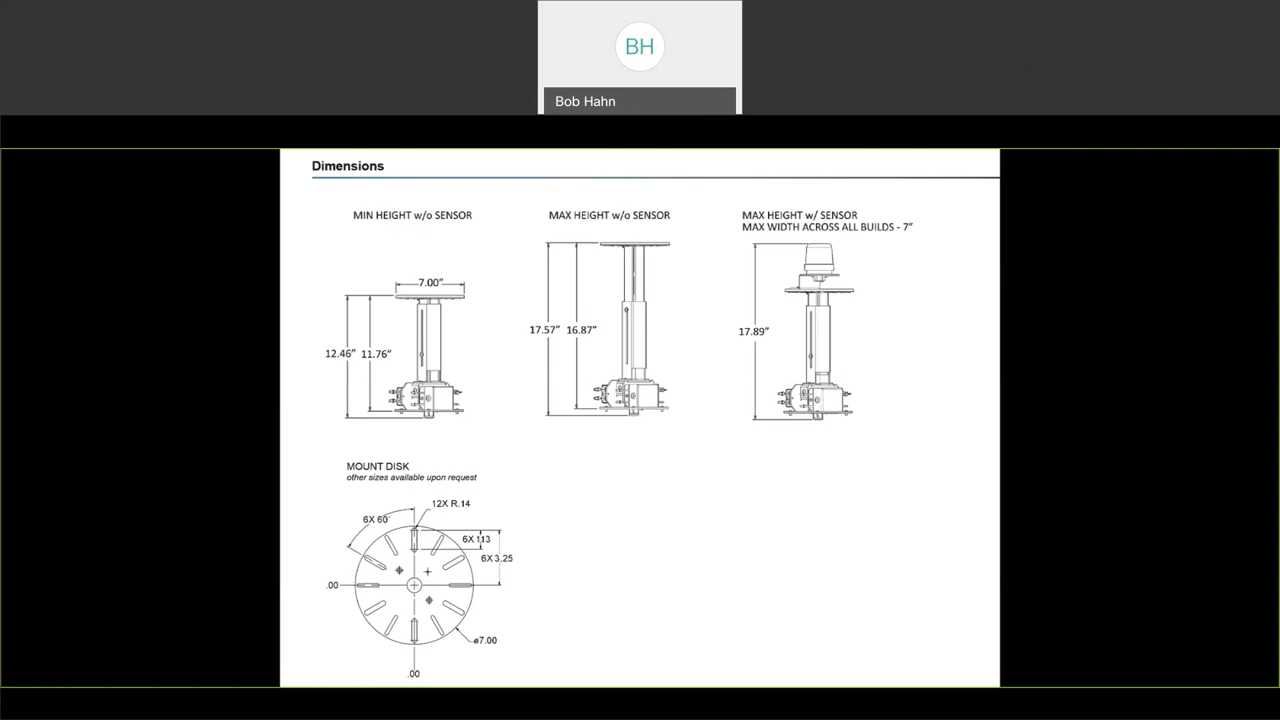 BH
Bob Hahn
Dimensions
MIN HEIGHT w/o SENSOR
MAX HEIGHT w/o SENSOR
MAX HEIGHT w/ SENSOR
MAX WIDTH ACROSS ALL BUILDS - 7”
7.00”
12.46” 11.76”
17.57” 16.87”
17.89”
MOUNT DISK
other sizes available upon request
12X R.14
6X 60
6X 113
6X 3.25
.00
ø7.00
.00